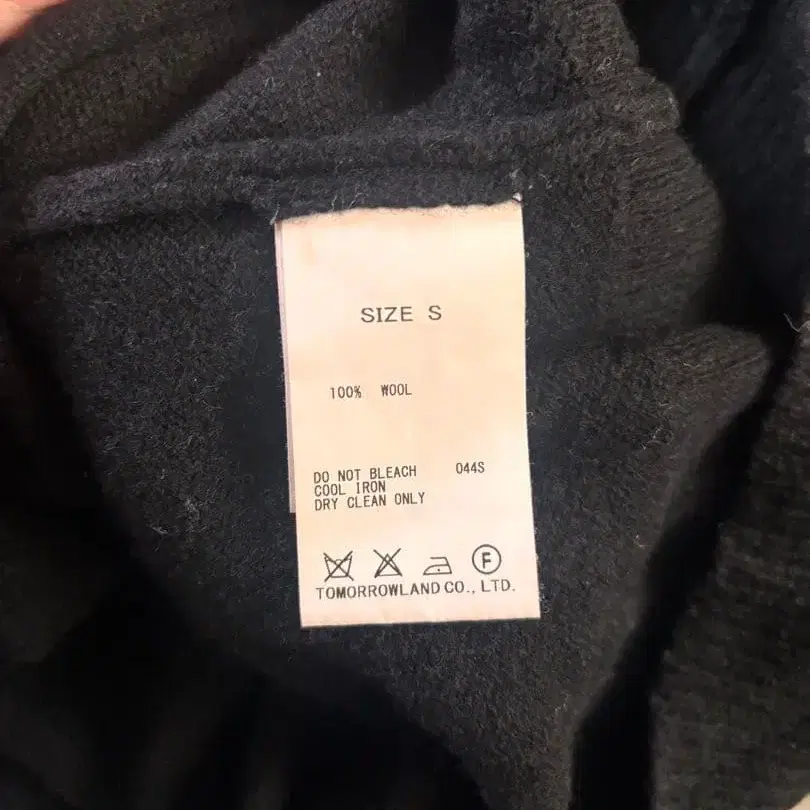 SIZE S
100% WOOL
DO NOT BLEACH 044S
COOL IRON
DRY CLEAN ONLY
F
TOMORROWLAND CO., LTD.